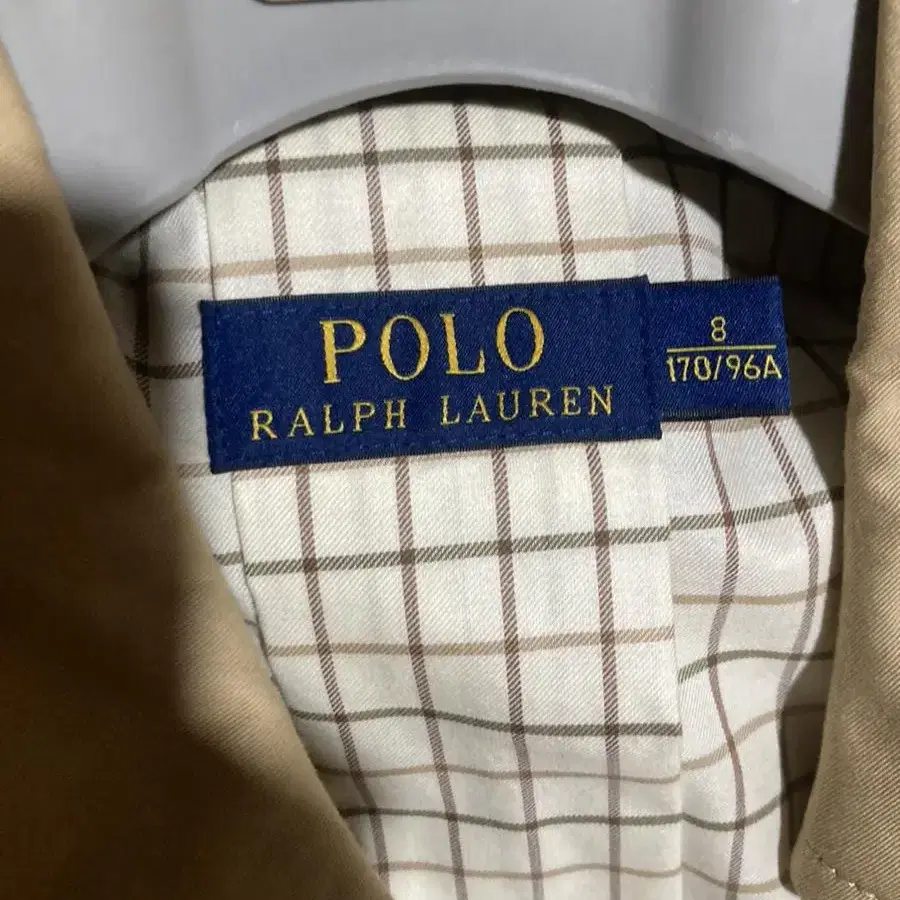 POLO
RALPH LAUREN
8
170/96A